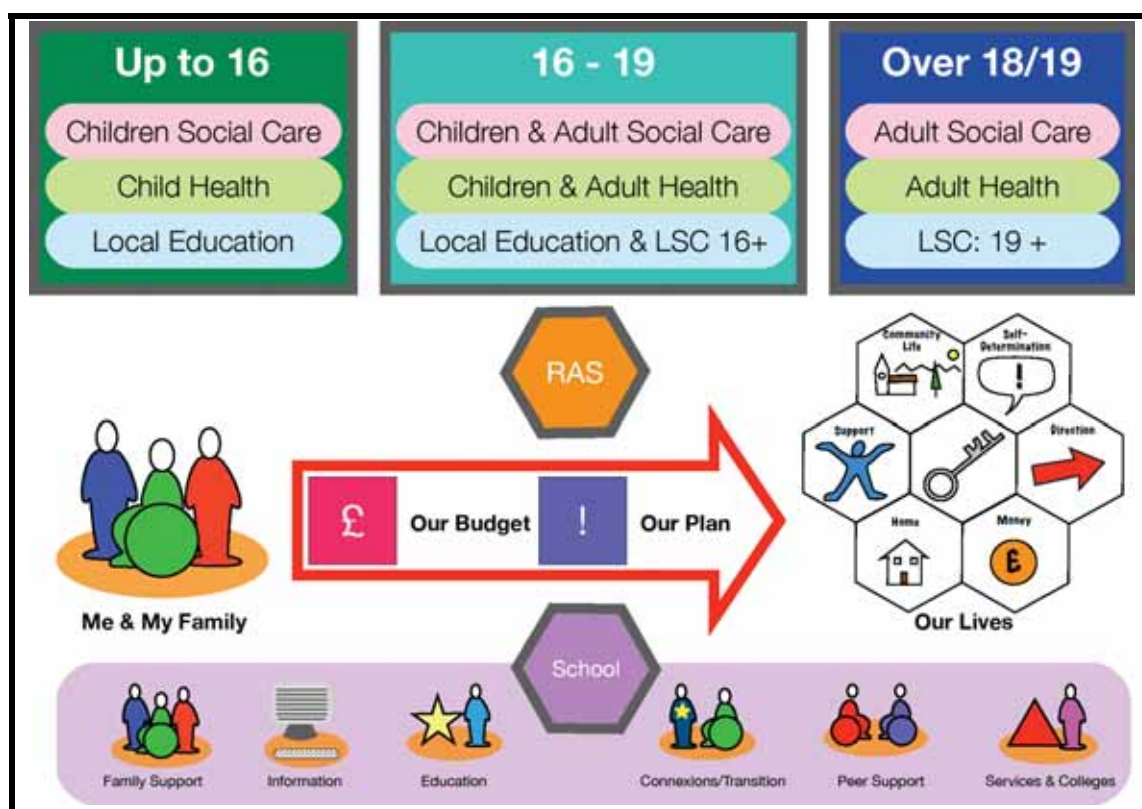 Up to 16
Children Social Care
Child Health
Local Education
16 - 19
Children & Adult Social Care
Children & Adult Health
Local Education & LSC 16+
Over 18/19
Adult Social Care
Adult Health
LSC: 19 +
RAS
Community
Life
Self-
Determination
!
Support
Direction
Home
Money
£
£
Our Budget
!
Our Plan
Me & My Family
Our Lives
School
Family Support
Information
Education
Connexions/Transition
Peer Support
Services & Colleges